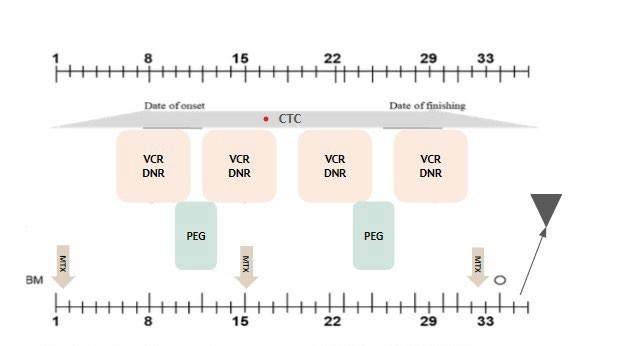 1 8 15 22 29 33
Date of onset Date of finishing
CTC
VCR VCR VCR VCR
DNR DNR DNR DNR
PEG PEG
MTX MTX MTX
BM
1 8 15 22 29 33